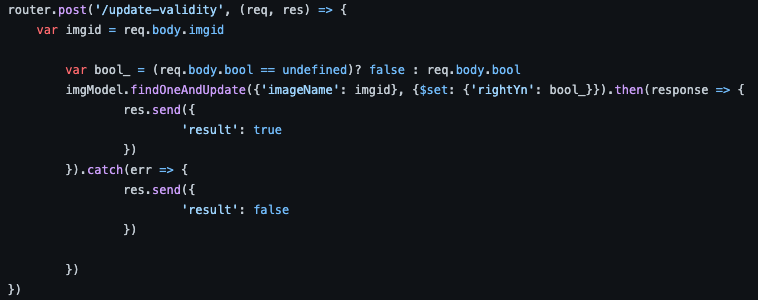 router.post('/update-validity', (req, res) => {
var imgid = req.body.imgid
var bool_ = (req.body.bool == undefined)? false : req.body.bool
imgModel.findOneAndUpdate({'imageName': imgid}, {$set: {'rightYn': bool_}}).then(response => {
res.send({
'result': true
})
}).catch(err => {
res.send({
'result': false
})
})
})